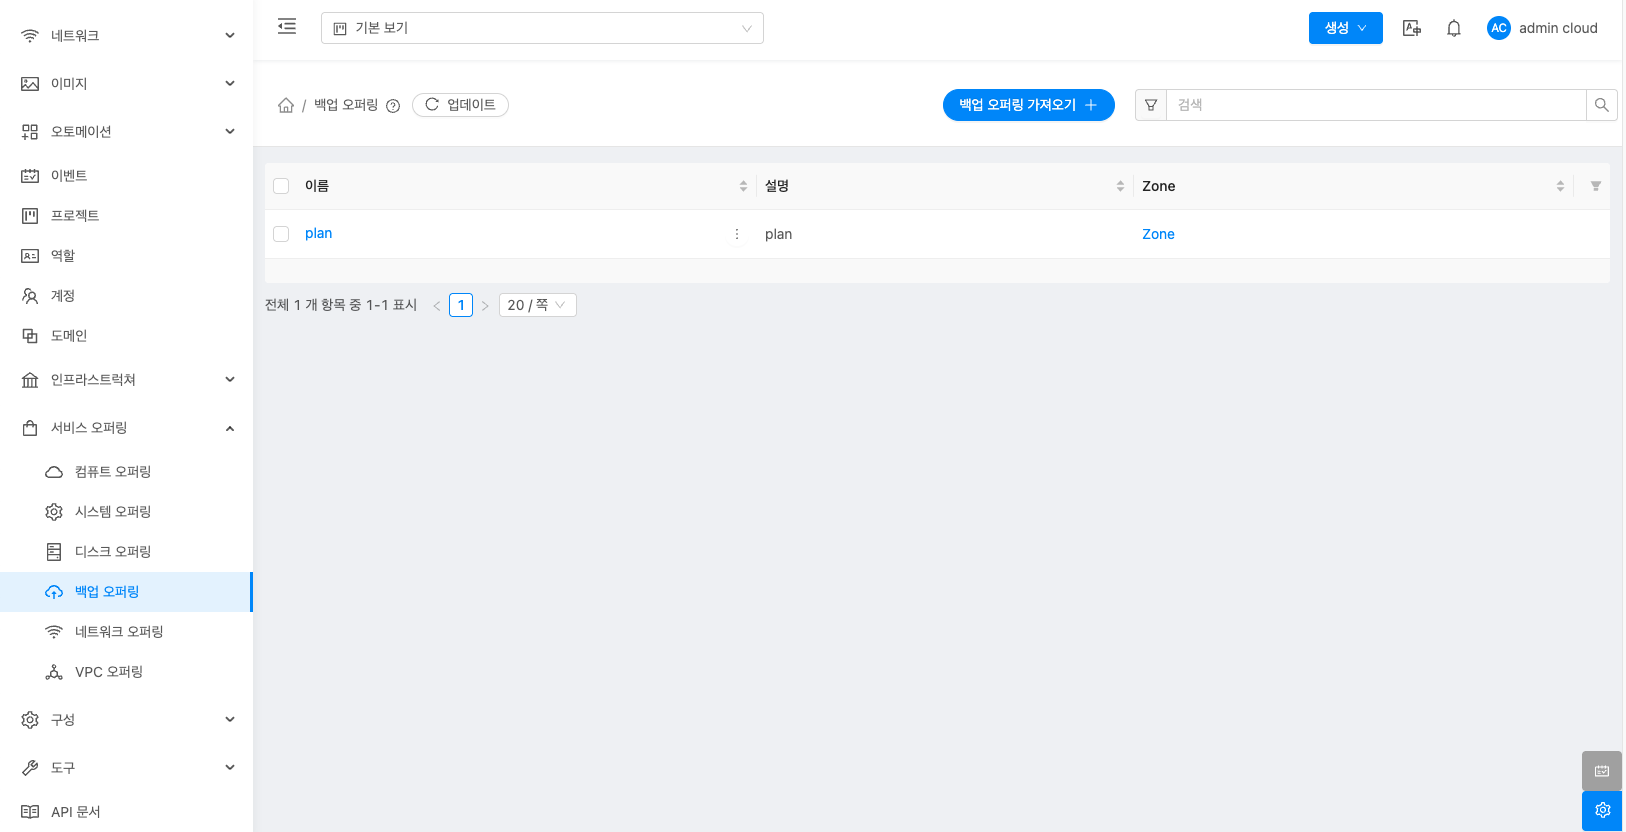 네트워크
이미지
오토메이션
이벤트
프로젝트
역할
계정
도메인
인프라스트럭쳐
서비스 오퍼링
컴퓨트 오퍼링
시스템 오퍼링
디스크 오퍼링
백업 오퍼링
네트워크 오퍼링
VPC 오퍼링
구성
도구
API 문서
기본 보기
생성
AC admin cloud
/ 백업 오퍼링 업데이트
백업 오퍼링 가져오기
검색
이름 설명 Zone
plan plan Zone
전체 1 개 항목 중 1-1 표시 1 20 / 쪽